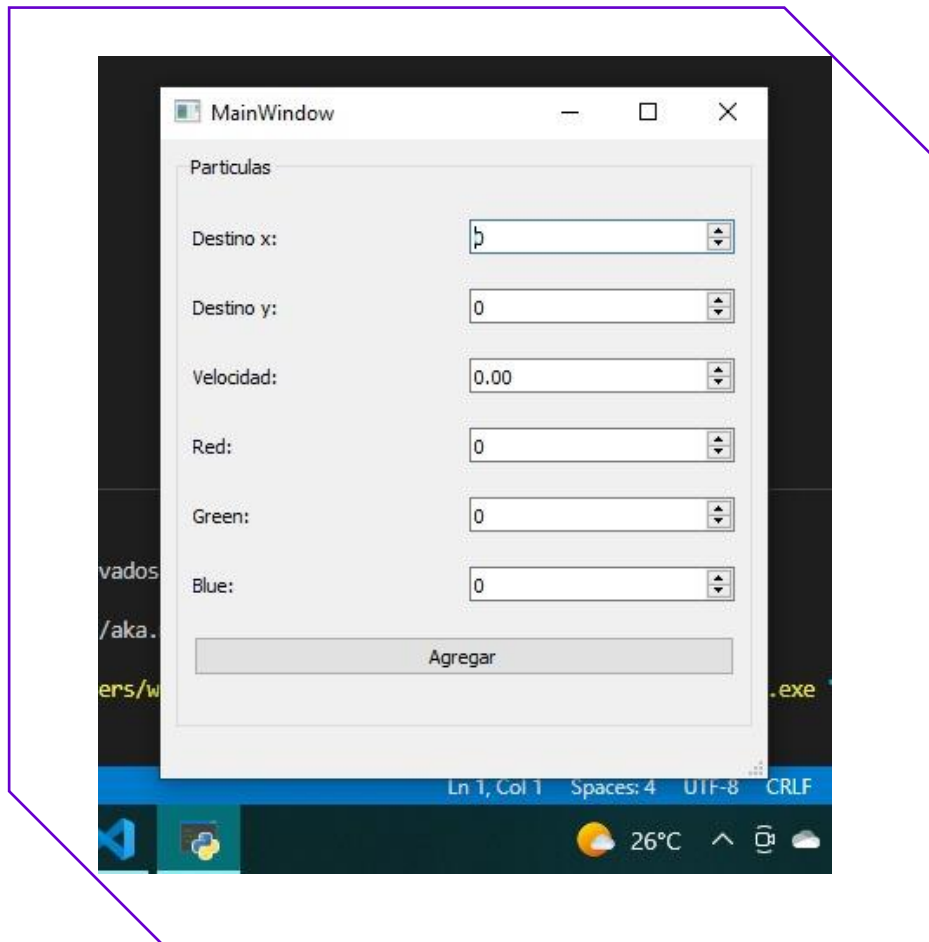 MainWindow
Particulas
Destino x:
0
Destino y:
0
Velocidad:
0.00
Red:
0
Green:
0
Blue:
0
Agregar
vados
/aka.
ers/w
.exe
Ln 1, Col 1 Spaces: 4 UTF-8 CRLF
26°C